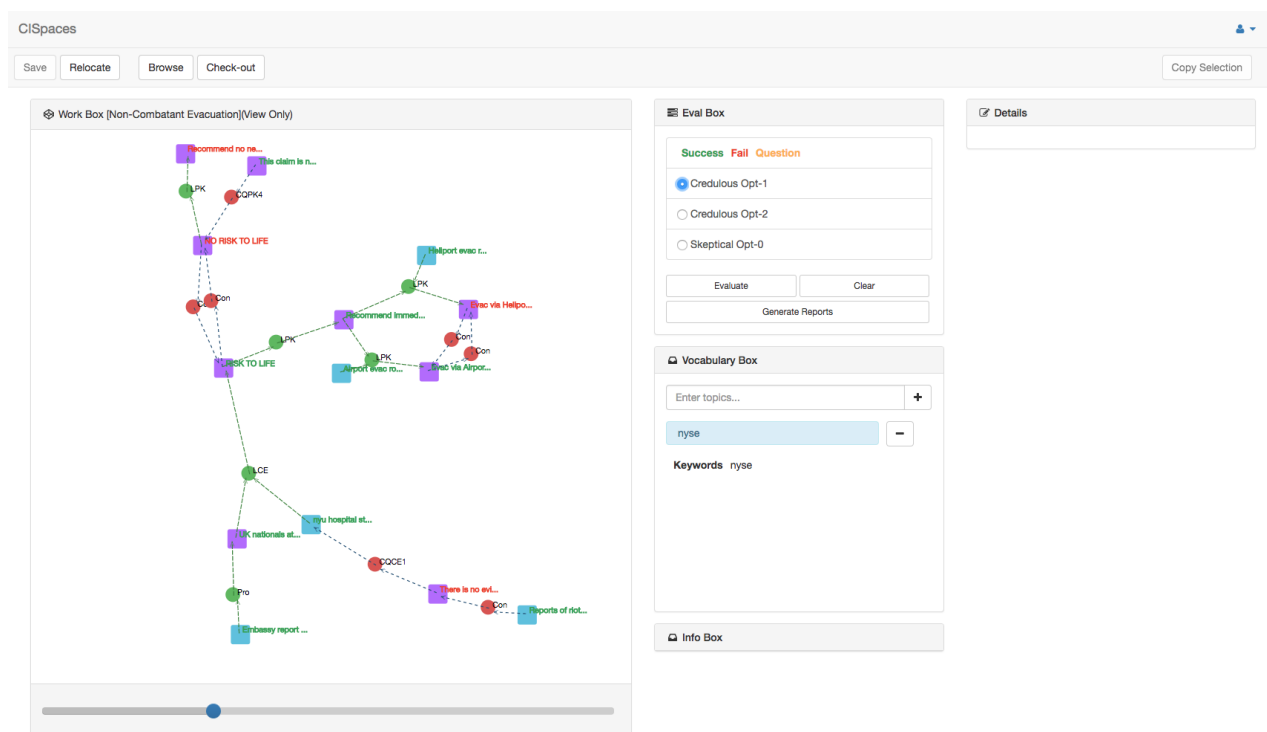 CISpaces
Save Relocate Browse Check-out Copy Selection
Work Box [Non-Combatant Evacuation](View Only)
Recommend no ne...
This claim is n...
LPK
CQPK4
NO RISK TO LIFE
Heliport evac r...
LPK
Con
Evac via Helipo...
Recommend immed...
LPK
Con
Con
LPK
RISK TO LIFE
Airport evac ro...
Evac via Airpor...
LCE
nyu hospital st...
UK nationals at...
CQCE1
Pro
There is no evi...
Con
Reports of riot...
Embassy report ...
Eval Box
Success Fail Question
Credulous Opt-1
Credulous Opt-2
Skeptical Opt-0
Evaluate Clear
Generate Reports
Vocabulary Box
Enter topics...
nyse
Keywords nyse
Info Box
Details